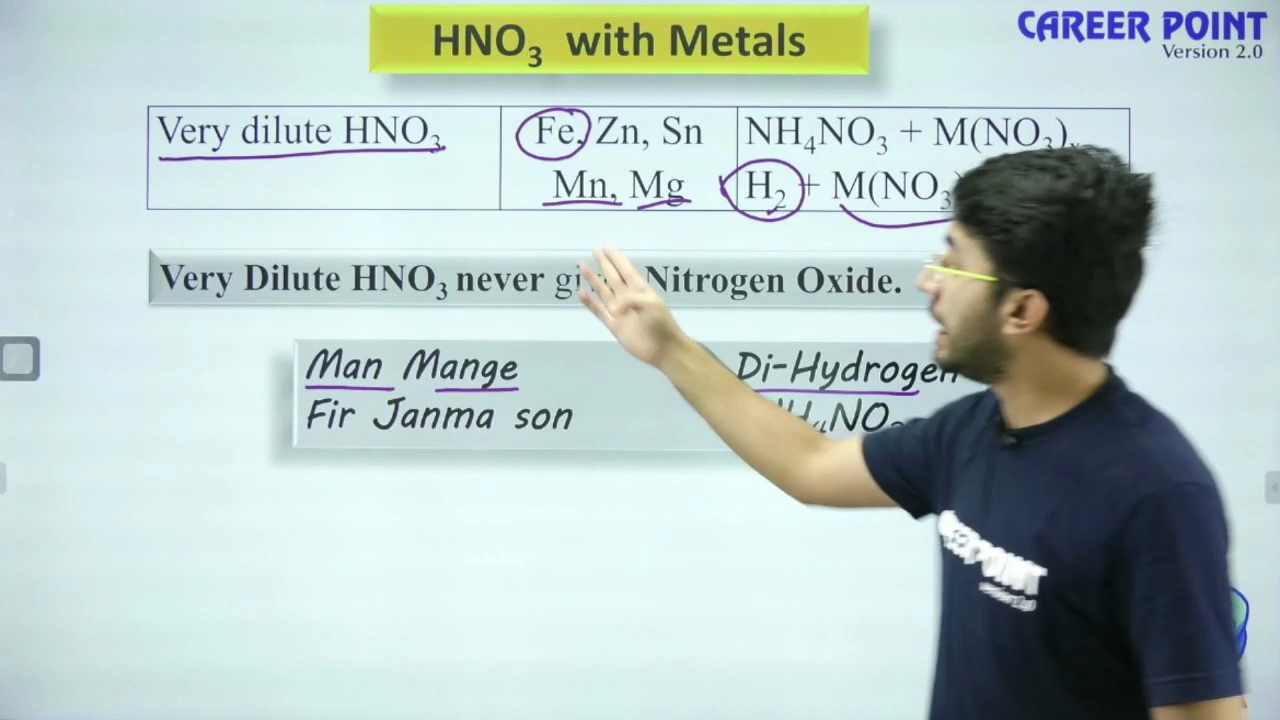 HNO₃ with Metals
CAREER POINT
Version 2.0
Very dilute HNO₃
Fe, Zn, Sn
NH₄NO₃ + M(NO₃)ₓ
Mn, Mg
H₂ + M(NO₃
Very Dilute HNO₃ never Nitrogen Oxide.
Man Mange
Di-Hydrogen
Fir Janma son